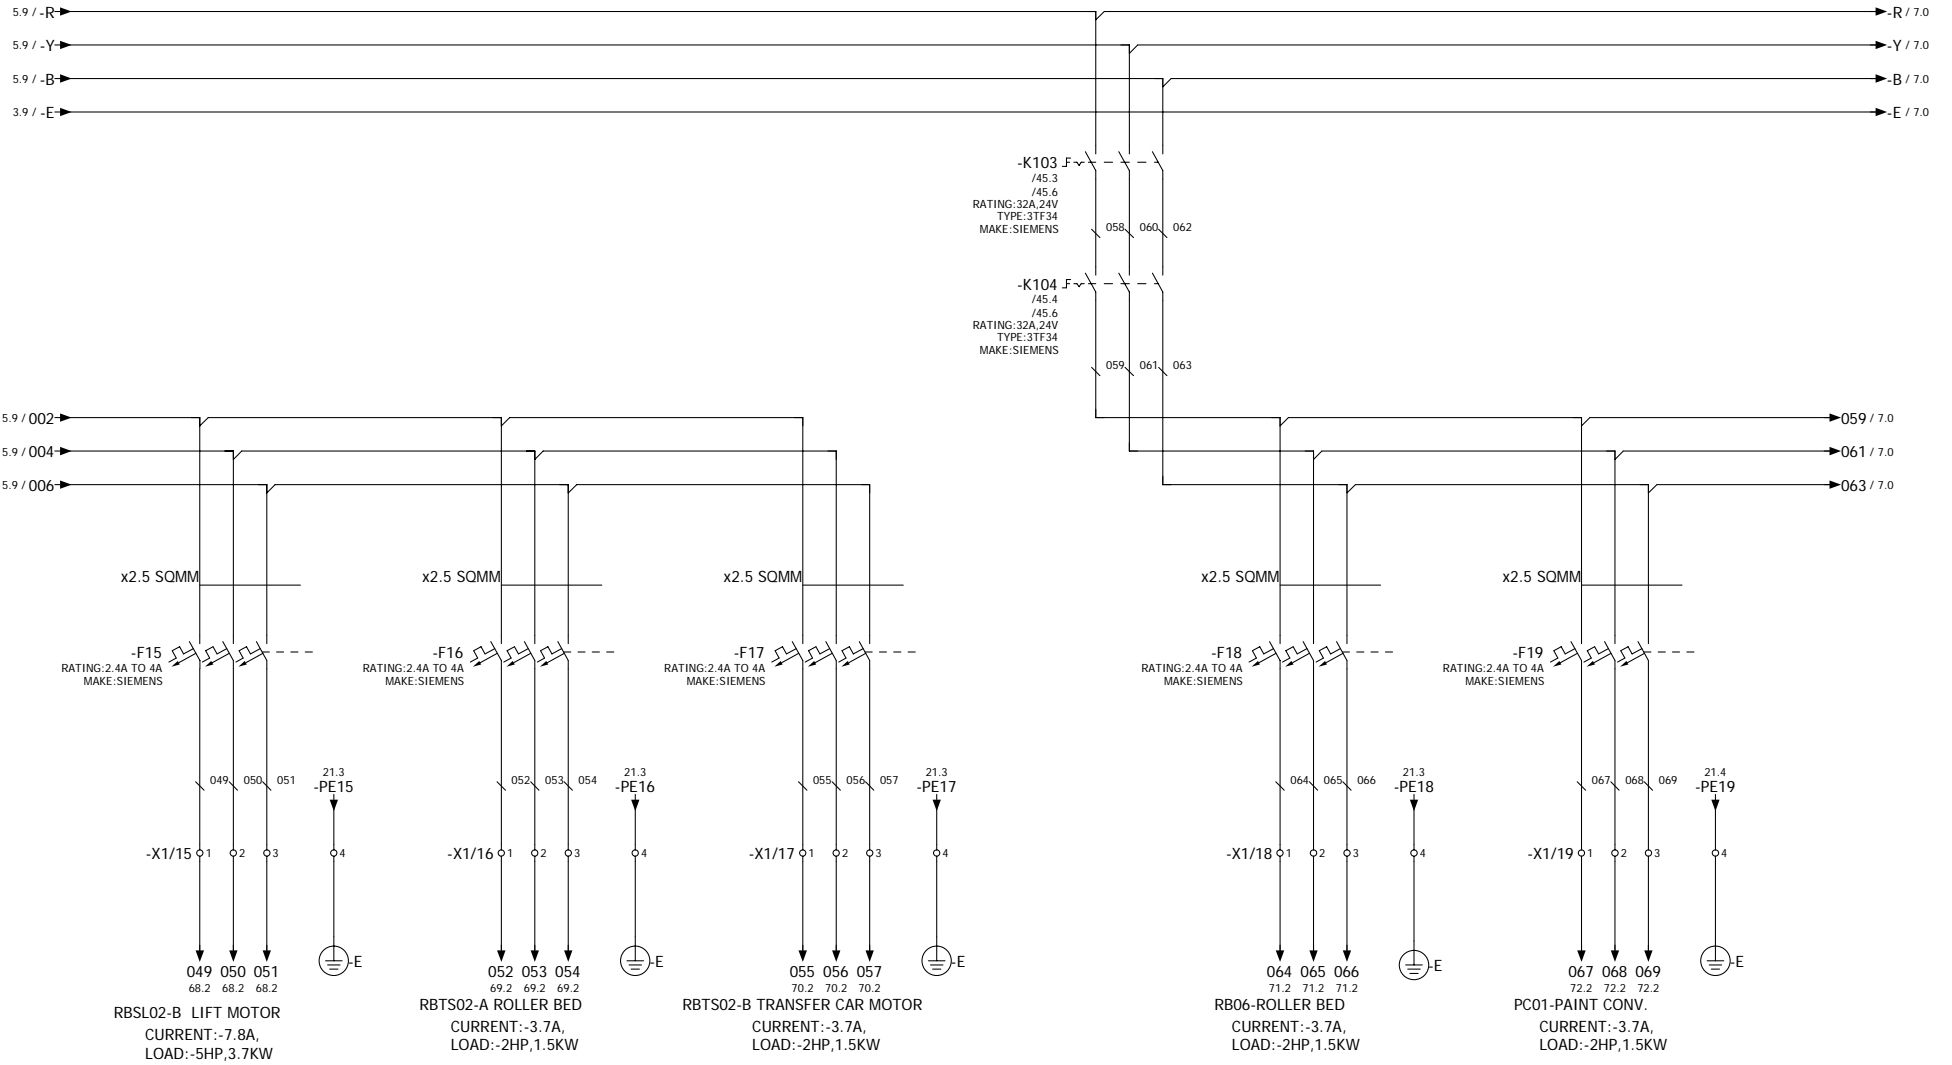 5.9 / -R
-R / 7.0
5.9 / -Y
-Y / 7.0
5.9 / -B
-B / 7.0
3.9 / -E
-E / 7.0
-K103
/45.3
/45.6
RATING:32A,24V
TYPE:3TF34
MAKE:SIEMENS
058 060 062
-K104
/45.4
/45.6
RATING:32A,24V
TYPE:3TF34
MAKE:SIEMENS
059 061 063
5.9 / 002
059 / 7.0
5.9 / 004
061 / 7.0
5.9 / 006
063 / 7.0
x2.5 SQMM
-F15
RATING:2.4A TO 4A
MAKE:SIEMENS
049 050 051
21.3
-PE15
-X1/15 1 2 3 4
049 050 051
68.2 68.2 68.2
-E
RBSL02-B LIFT MOTOR
CURRENT:-7.8A,
LOAD:-5HP,3.7KW
x2.5 SQMM
-F16
RATING:2.4A TO 4A
MAKE:SIEMENS
052 053 054
21.3
-PE16
-X1/16 1 2 3 4
052 053 054
69.2 69.2 69.2
-E
RBTS02-A ROLLER BED
CURRENT:-3.7A,
LOAD:-2HP,1.5KW
x2.5 SQMM
-F17
RATING:2.4A TO 4A
MAKE:SIEMENS
055 056 057
21.3
-PE17
-X1/17 1 2 3 4
055 056 057
70.2 70.2 70.2
-E
RBTS02-B TRANSFER CAR MOTOR
CURRENT:-3.7A,
LOAD:-2HP,1.5KW
x2.5 SQMM
-F18
RATING:2.4A TO 4A
MAKE:SIEMENS
064 065 066
21.3
-PE18
-X1/18 1 2 3 4
064 065 066
71.2 71.2 71.2
-E
RB06-ROLLER BED
CURRENT:-3.7A,
LOAD:-2HP,1.5KW
x2.5 SQMM
-F19
RATING:2.4A TO 4A
MAKE:SIEMENS
067 068 069
21.4
-PE19
-X1/19 1 2 3 4
067 068 069
72.2 72.2 72.2
-E
PC01-PAINT CONV.
CURRENT:-3.7A,
LOAD:-2HP,1.5KW